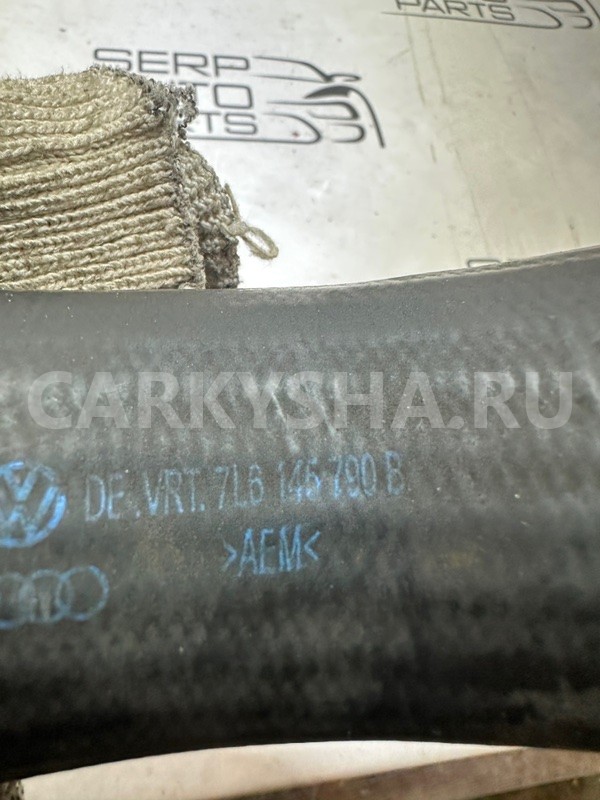 PARTS
SERP
AUTO
PARTS
CARKYSHA.RU
DE.VRT. 7L6 145 790 B
>AEM<